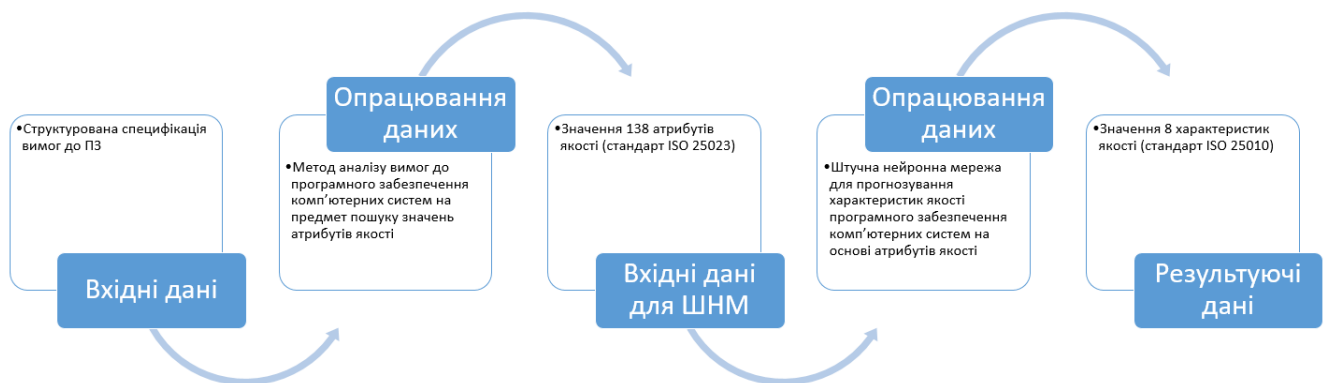 •Структурована специфікація
вимог до ПЗ
Вхідні дані
Опрацювання
даних
•Метод аналізу вимог до
програмного забезпечення
комп’ютерних систем на
предмет пошуку значень
атрибутів якості
•Значення 138 атрибутів
якості (стандарт ISO 25023)
Вхідні дані
для ШНМ
Опрацювання
даних
•Штучна нейронна мережа
для прогнозування
характеристик якості
програмного забезпечення
комп’ютерних систем на
основі атрибутів якості
•Значення 8 характеристик
якості (стандарт ISO 25010)
Результуючі
дані